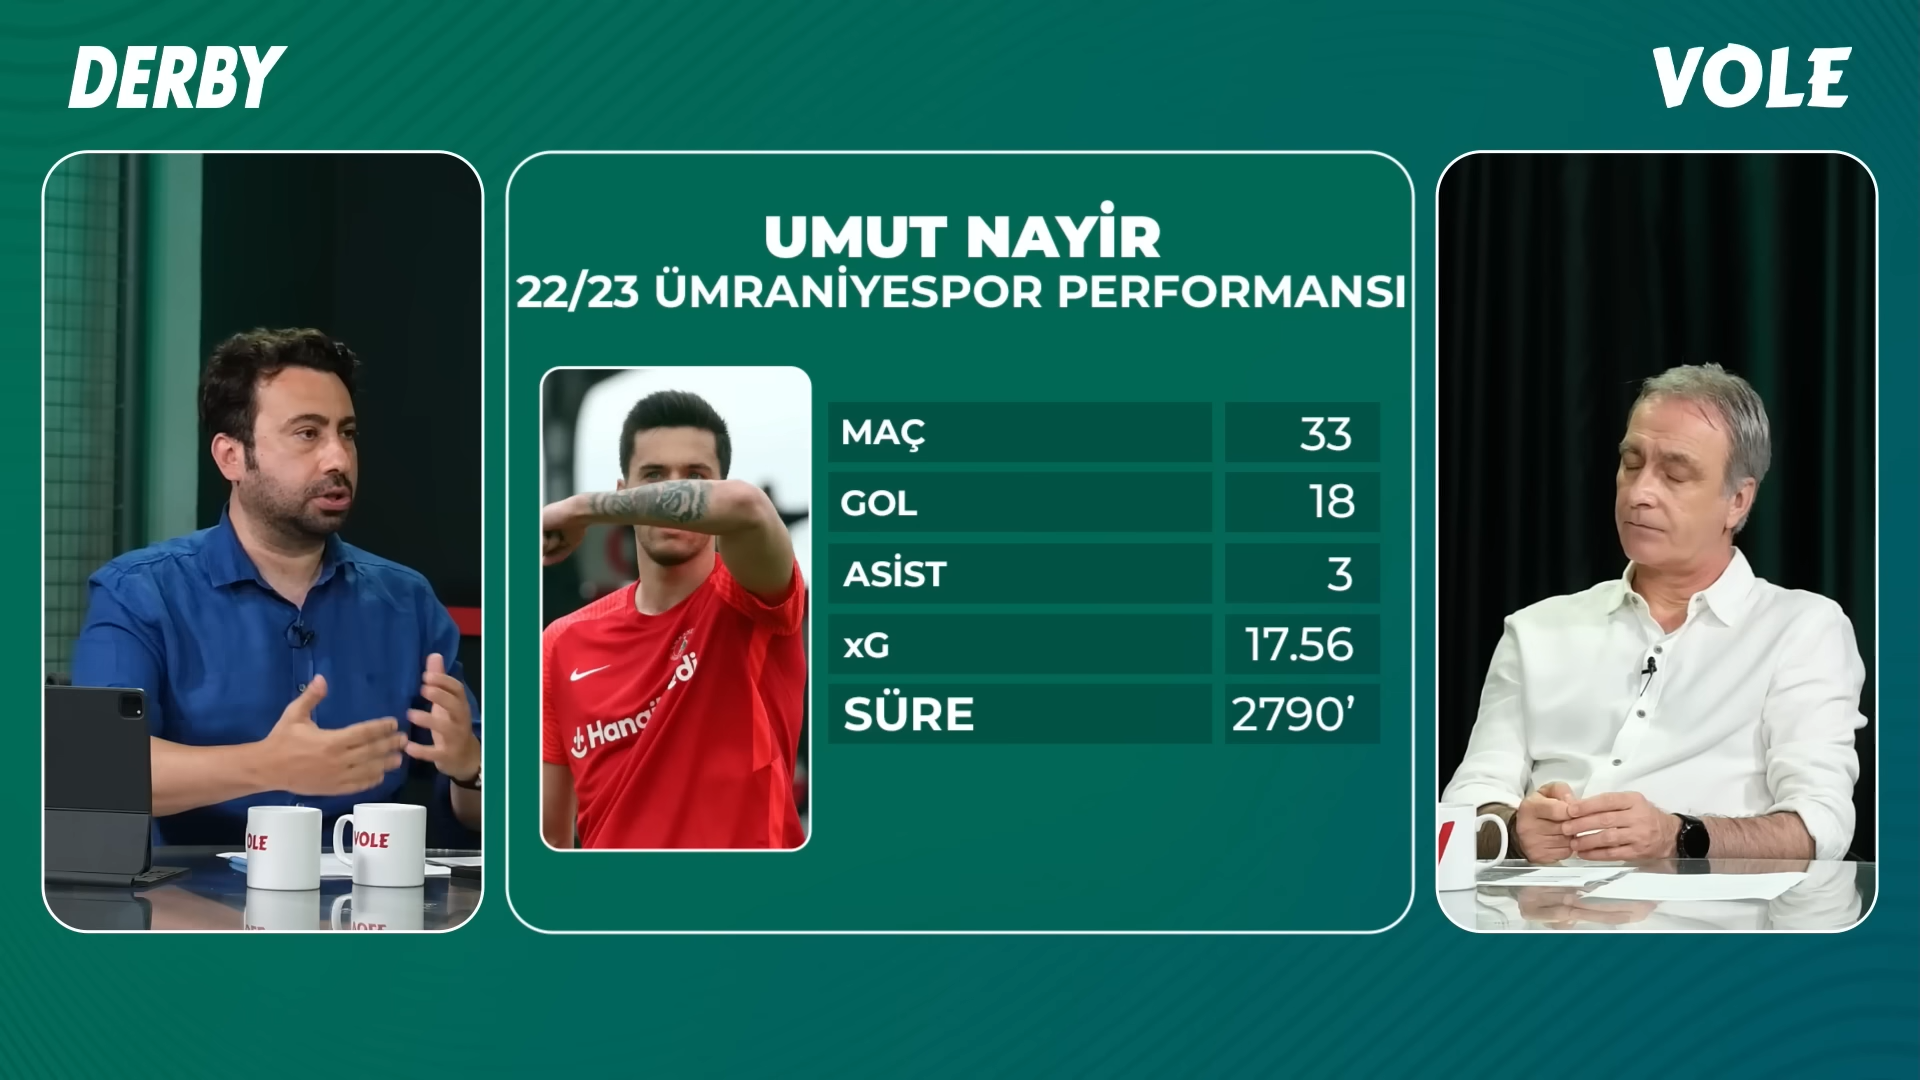 DERBY
VOLE
UMUT NAYİR
22/23 ÜMRANİYESPOR PERFORMANSI
MAÇ 33
GOL 18
ASİST 3
xG 17.56
SÜRE 2790’
OLE
VOLE